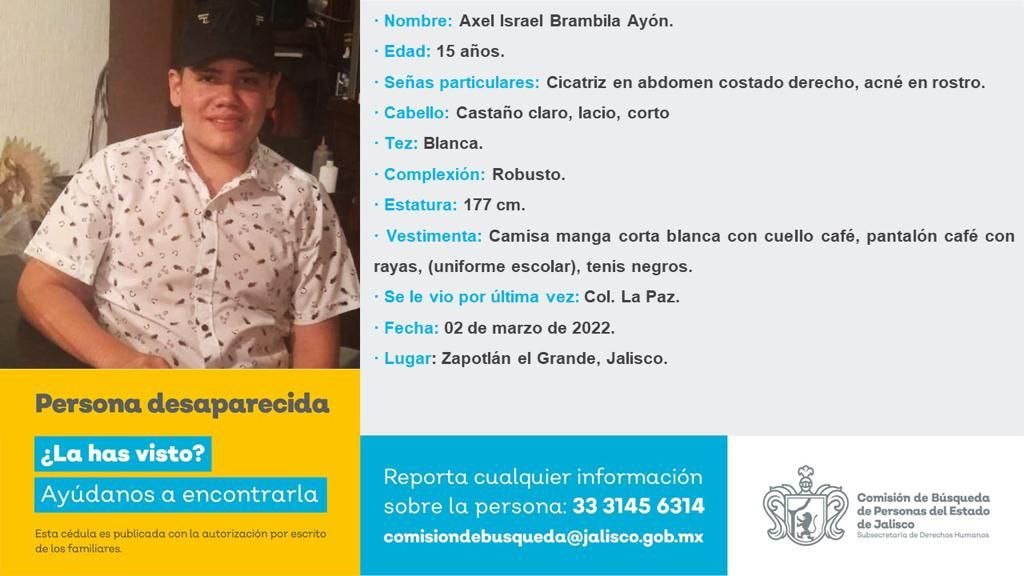 · Nombre: Axel Israel Brambila Ayón.
· Edad: 15 años.
· Señas particulares: Cicatriz en abdomen costado derecho, acné en rostro.
· Cabello: Castaño claro, lacio, corto
· Tez: Blanca.
· Complexión: Robusto.
· Estatura: 177 cm.
· Vestimenta: Camisa manga corta blanca con cuello café, pantalón café con
rayas, (uniforme escolar), tenis negros.
· Se le vio por última vez: Col. La Paz.
· Fecha: 02 de marzo de 2022.
· Lugar: Zapotlán el Grande, Jalisco.
Persona desaparecida
¿La has visto?
Ayúdanos a encontrarla
Esta cédula es publicada con la autorización por escrito
de los familiares.
Reporta cualquier información
sobre la persona: 33 3145 6314
comisiondebusqueda@jalisco.gob.mx
Comisión de Búsqueda
de Personas del Estado
de Jalisco
Subsecretaría de Derechos Humanos